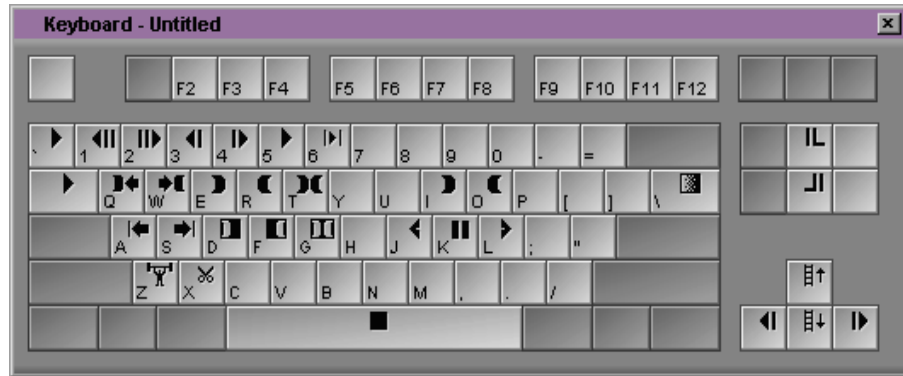 Keyboard - Untitled
F2 F3 F4 F5 F6 F7 F8 F9 F10 F11 F12
` 1 2 3 4 5 6 7 8 9 0 - =
Q W E R T Y U I O P [ ] \
A S D F G H J K L ; "
Z X C V B N M , . /